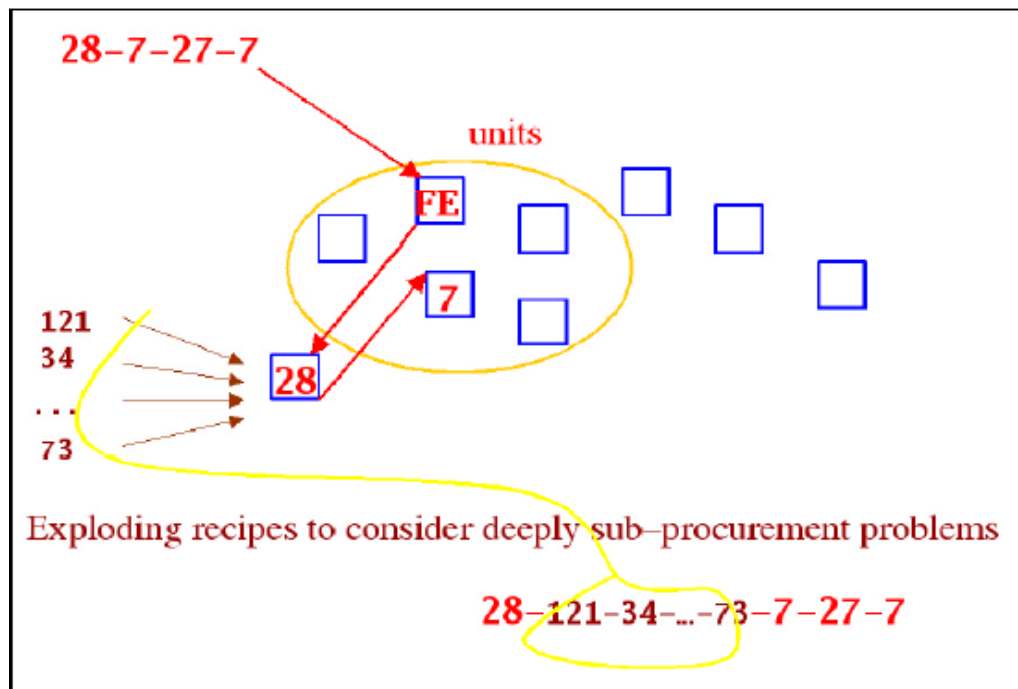 28-7-27-7
units
FE
7
28
121
34
...
73
Exploding recipes to consider deeply sub-procurement problems
28-121-34-...-73-7-27-7